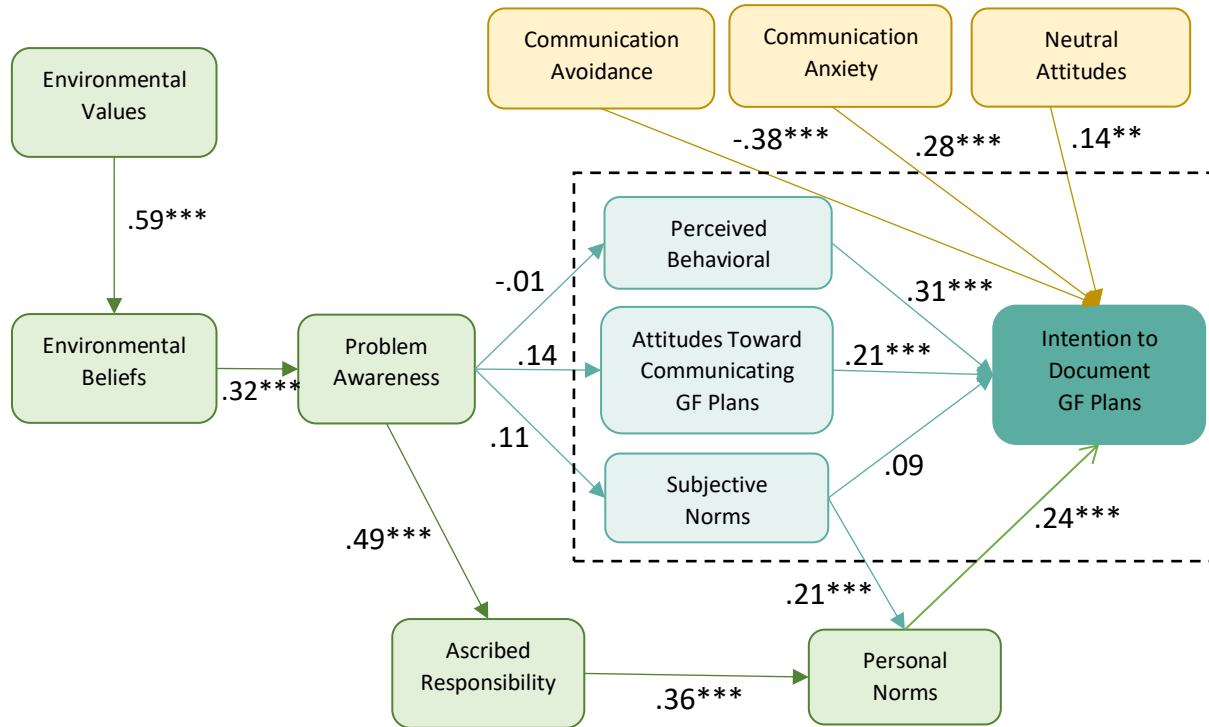 Communication
Avoidance
Communication
Anxiety
Neutral
Attitudes
Environmental
Values
-.38***
.28***
.14**
.59***
Perceived
Behavioral
-.01
.31***
Environmental
Beliefs
.32***
Problem
Awareness
.14
Attitudes Toward
Communicating
GF Plans
.21***
Intention to
Document
GF Plans
.11
Subjective
Norms
.09
.49***
.24***
.21***
Ascribed
Responsibility
.36***
Personal
Norms